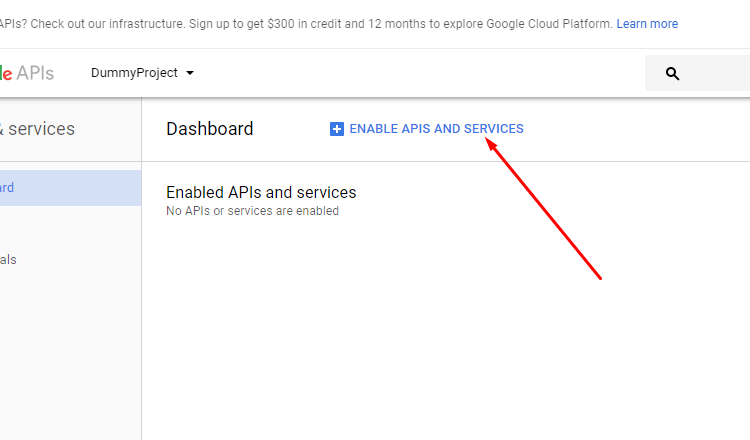 APIs? Check out our infrastructure. Sign up to get $300 in credit and 12 months to explore Google Cloud Platform. Learn more
le APIs DummyProject
& services Dashboard ENABLE APIS AND SERVICES
ard
Enabled APIs and services
No APIs or services are enabled
als